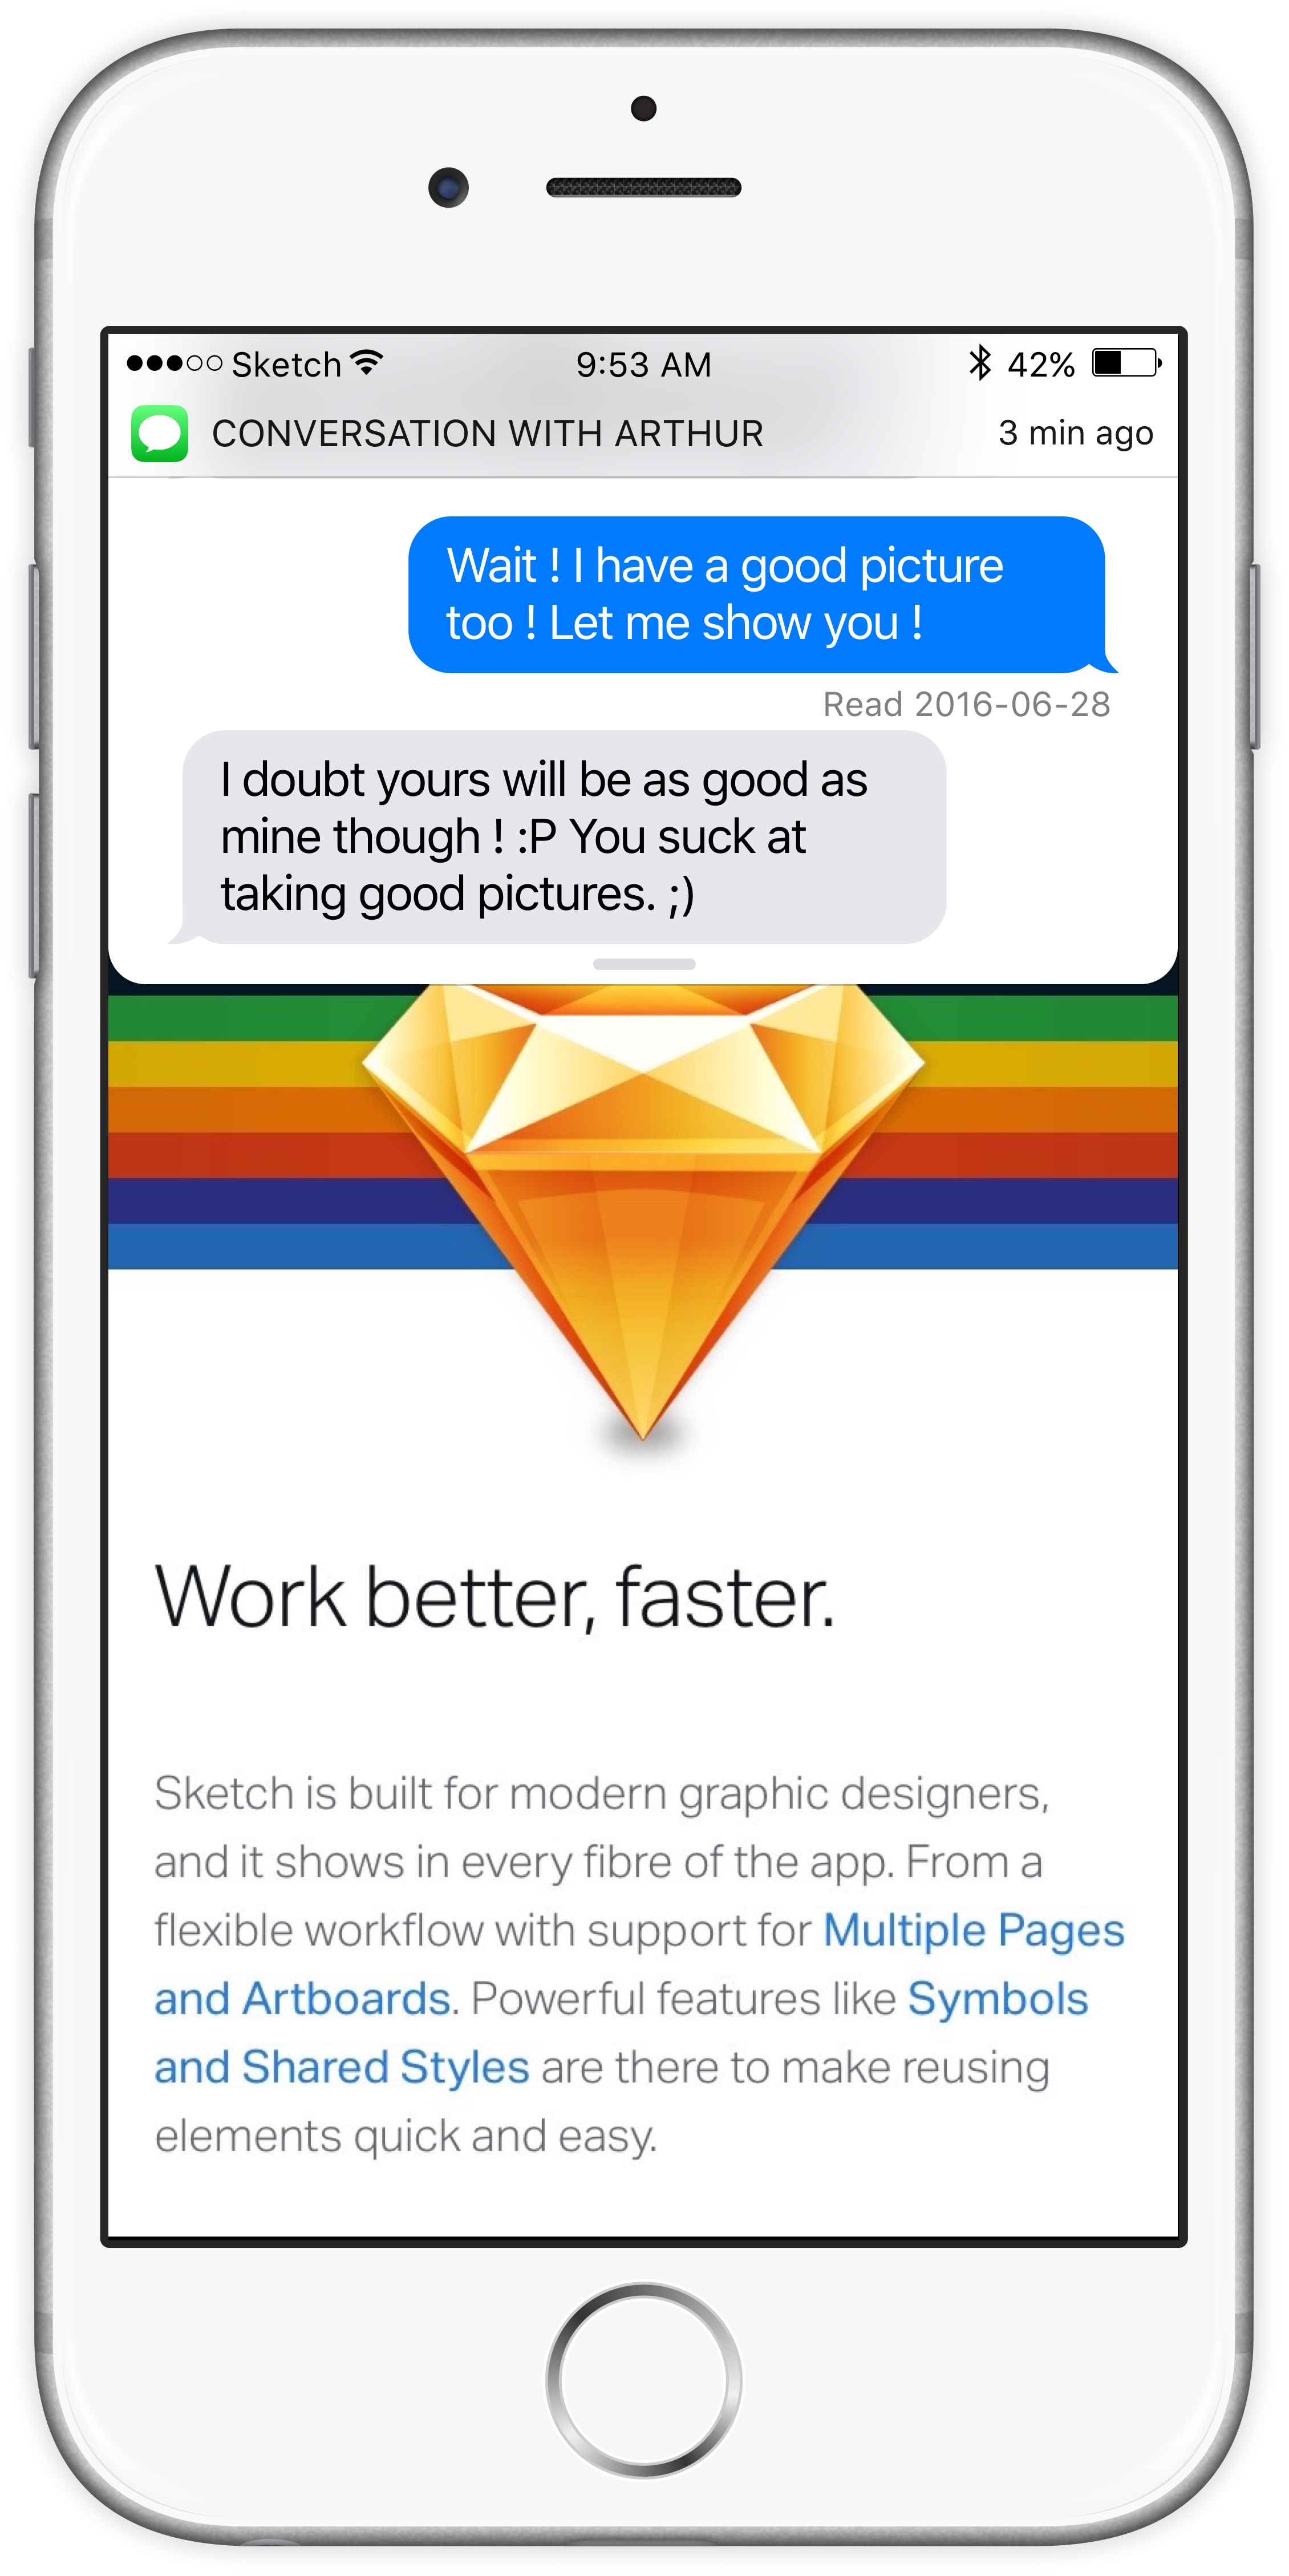 Sketch 9:53 AM 42%
CONVERSATION WITH ARTHUR 3 min ago
Wait ! I have a good picture
too ! Let me show you !
Read 2016-06-28
I doubt yours will be as good as
mine though ! :P You suck at
taking good pictures. ;)
Work better, faster.
Sketch is built for modern graphic designers,
and it shows in every fibre of the app. From a
flexible workflow with support for Multiple Pages
and Artboards. Powerful features like Symbols
and Shared Styles are there to make reusing
elements quick and easy.